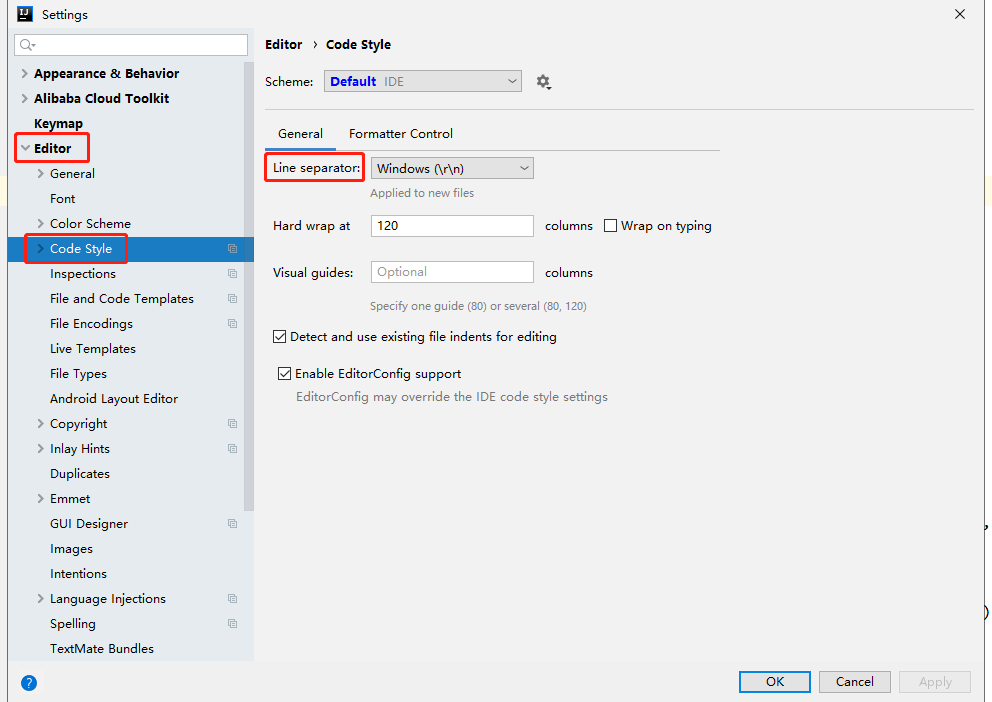 IJ Settings
Appearance & Behavior
Alibaba Cloud Toolkit
Keymap
Editor
General
Font
Color Scheme
Code Style
Inspections
File and Code Templates
File Encodings
Live Templates
File Types
Android Layout Editor
Copyright
Inlay Hints
Duplicates
Emmet
GUI Designer
Images
Intentions
Language Injections
Spelling
TextMate Bundles
Editor › Code Style
Scheme: Default IDE
General Formatter Control
Line separator: Windows (\r\n)
Applied to new files
Hard wrap at 120 columns Wrap on typing
Visual guides: Optional columns
Specify one guide (80) or several (80, 120)
Detect and use existing file indents for editing
Enable EditorConfig support
EditorConfig may override the IDE code style settings
,
)
? OK Cancel Apply